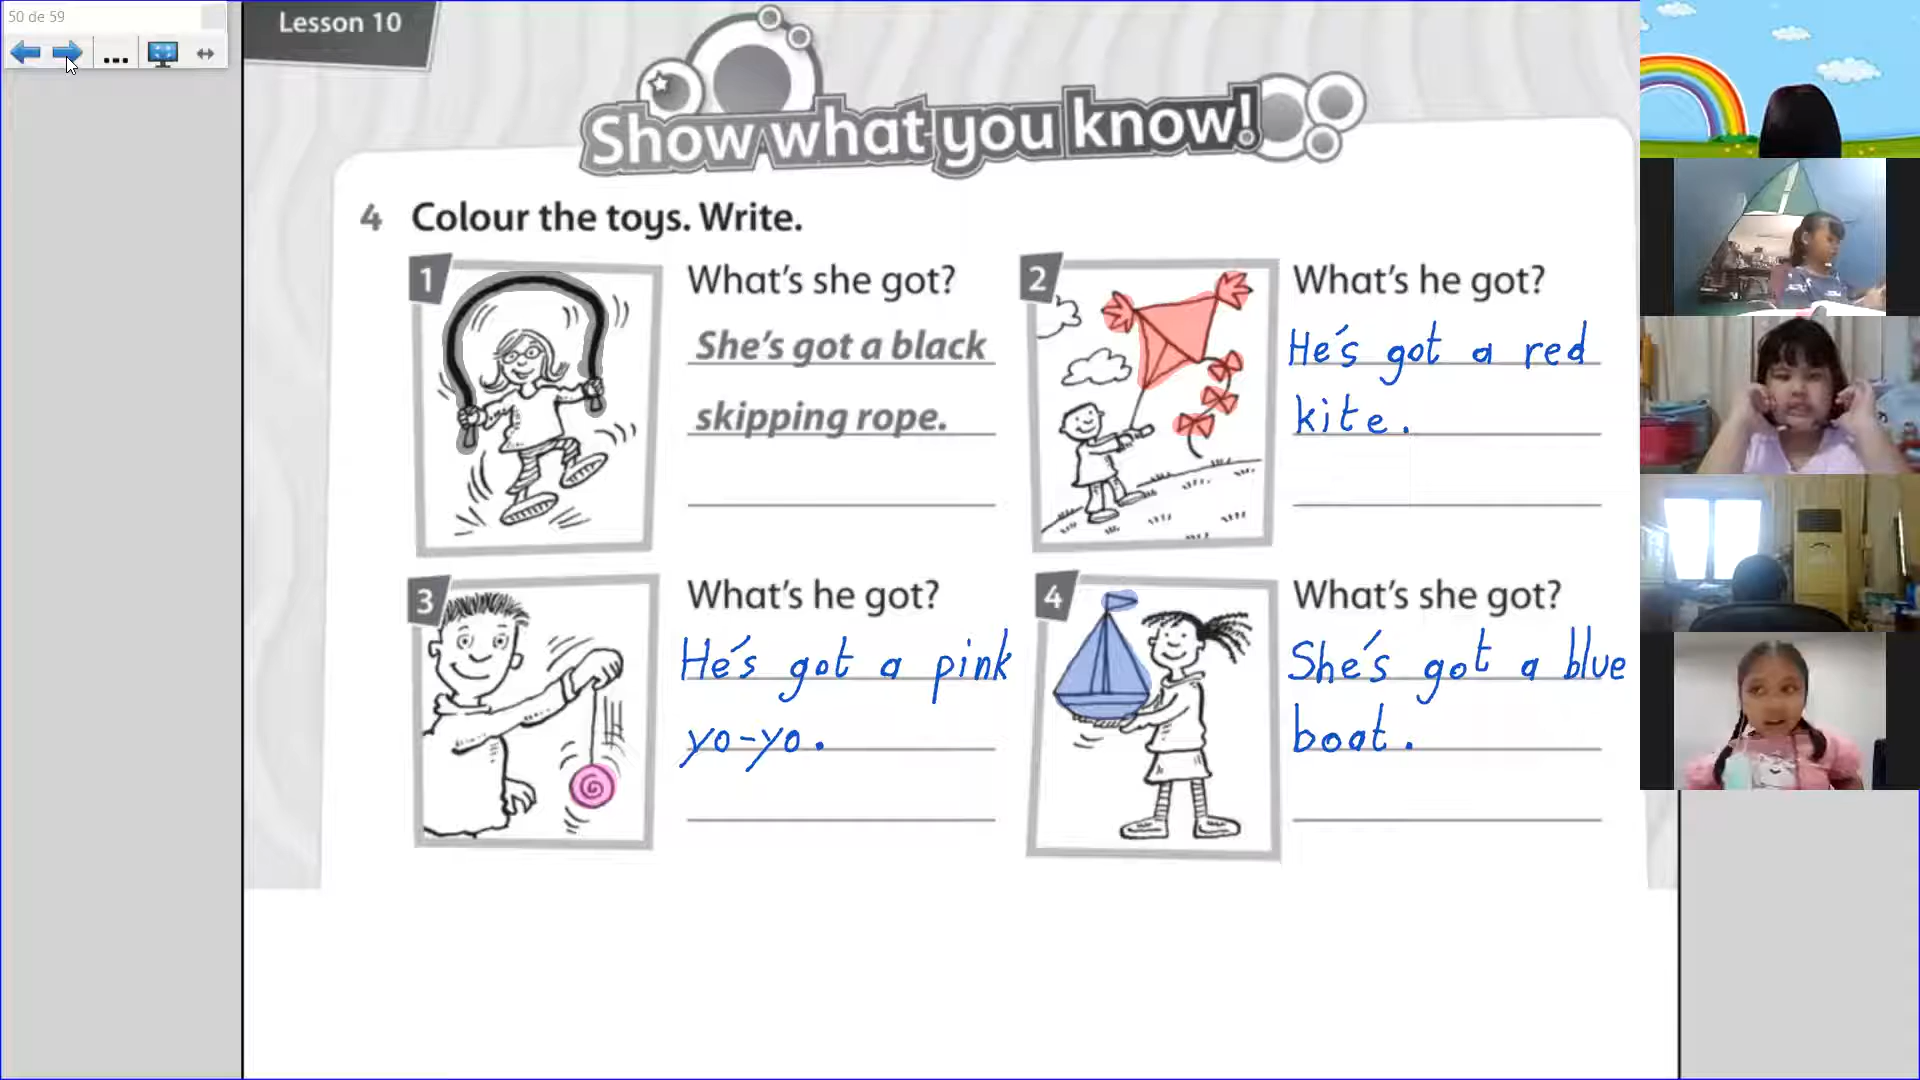 50 de 59
Lesson 10
Show what you know!
4 Colour the toys. Write.
1
What's she got?
She's got a black
skipping rope.
2
What's he got?
He's got a red
kite.
3
What's he got?
He's got a pink
yo-yo.
4
What's she got?
She's got a blue
boat.